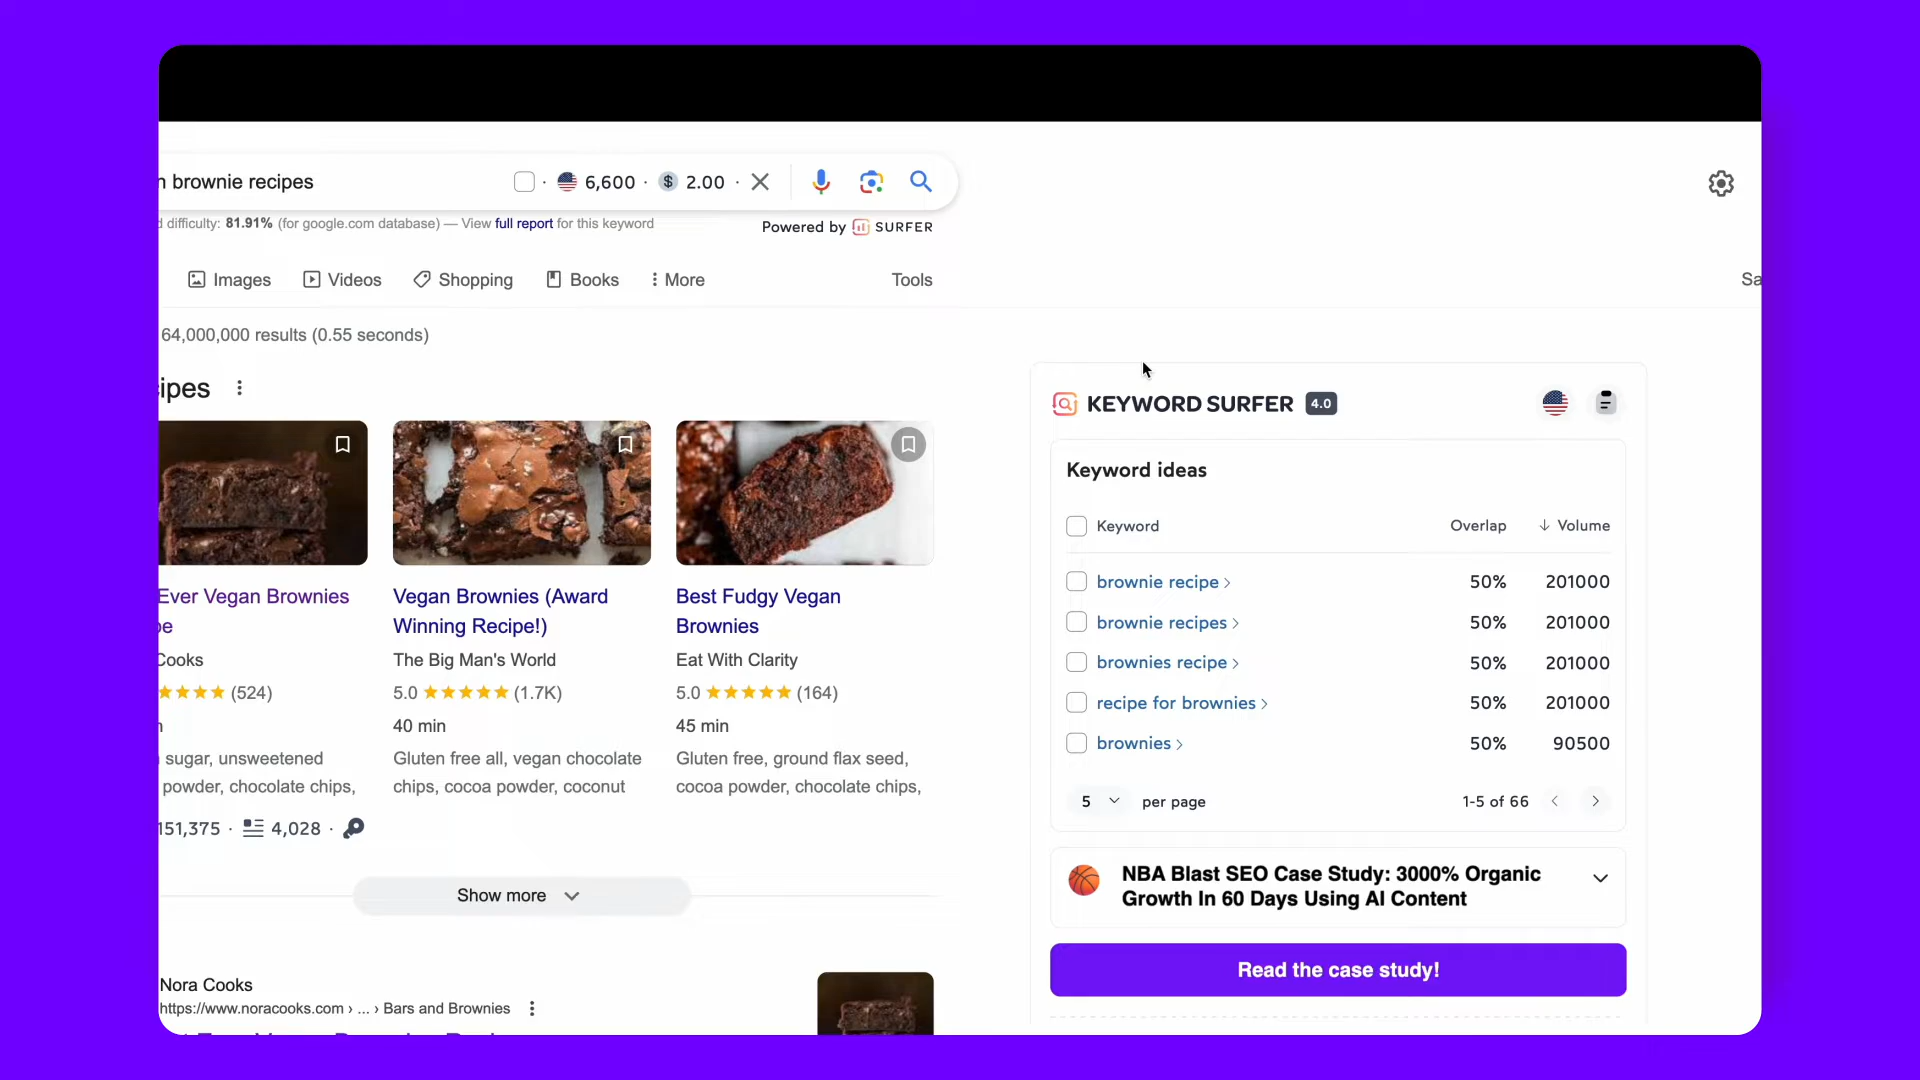 n brownie recipes
6,600 · $ 2.00 ·
d difficulty: 81.91% (for google.com database) — View full report for this keyword
Powered by SURFER
Images Videos Shopping Books More Tools
Sa
64,000,000 results (0.55 seconds)
ipes
Ever Vegan Brownies
be
Cooks
(524)
n
sugar, unsweetened
powder, chocolate chips,
151,375 · 4,028 ·
Vegan Brownies (Award
Winning Recipe!)
The Big Man's World
5.0 (1.7K)
40 min
Gluten free all, vegan chocolate
chips, cocoa powder, coconut
Best Fudgy Vegan
Brownies
Eat With Clarity
5.0 (164)
45 min
Gluten free, ground flax seed,
cocoa powder, chocolate chips,
Show more
Nora Cooks
https://www.noracooks.com › ... › Bars and Brownies
KEYWORD SURFER 4.0
Keyword ideas
Keyword Overlap ↓ Volume
brownie recipe > 50% 201000
brownie recipes > 50% 201000
brownies recipe > 50% 201000
recipe for brownies > 50% 201000
brownies > 50% 90500
5 per page 1-5 of 66 < >
NBA Blast SEO Case Study: 3000% Organic
Growth In 60 Days Using AI Content
Read the case study!